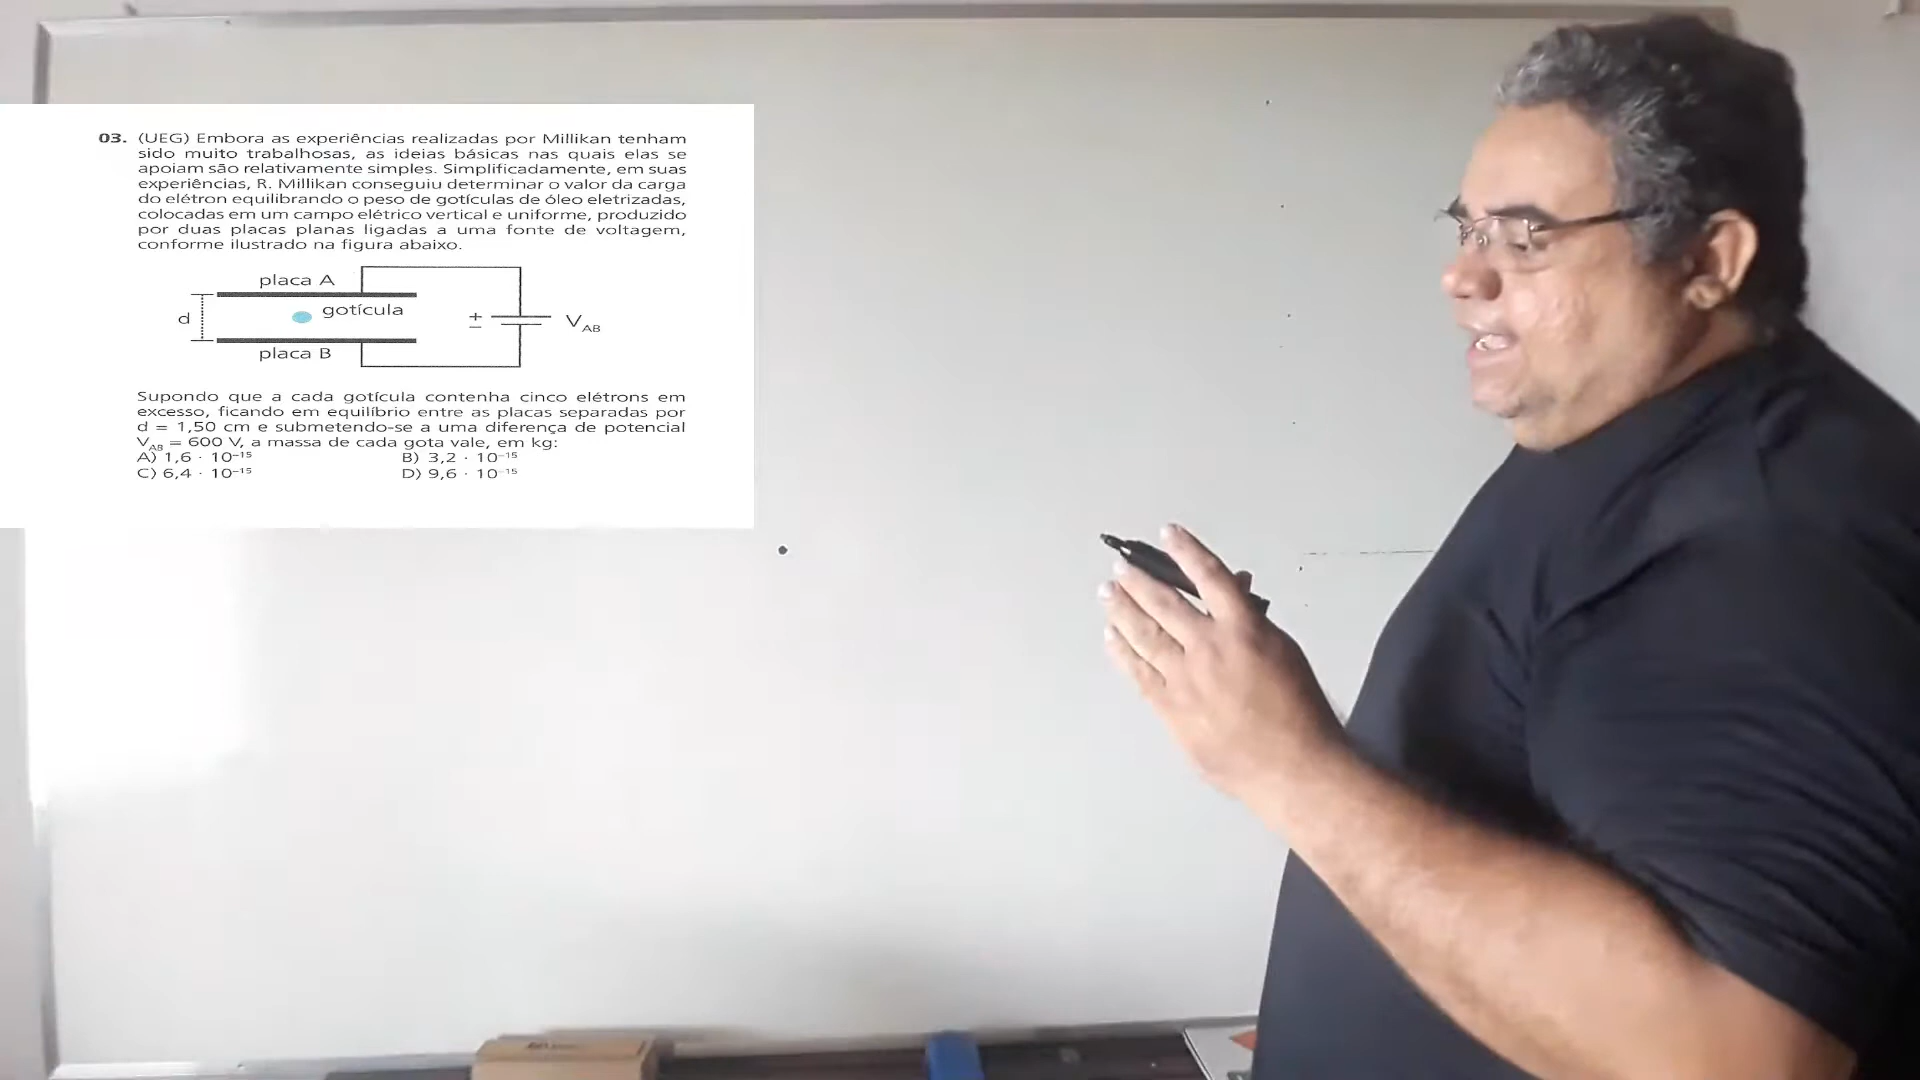 03. (UEG) Embora as experiências realizadas por Millikan tenham
sido muito trabalhosas, as ideias básicas nas quais elas se
apoiam são relativamente simples. Simplificadamente, em suas
experiências, R. Millikan conseguiu determinar o valor da carga
do elétron equilibrando o peso de gotículas de óleo eletrizadas,
colocadas em um campo elétrico vertical e uniforme, produzido
por duas placas planas ligadas a uma fonte de voltagem,
conforme ilustrado na figura abaixo.
placa A
gotícula
d
+
−
V_AB
placa B
Supondo que a cada gotícula contenha cinco elétrons em
excesso, ficando em equilíbrio entre as placas separadas por
d = 1,50 cm e submetendo-se a uma diferença de potencial
V_AB = 600 V, a massa de cada gota vale, em kg:
A) 1,6 · 10⁻¹⁵ B) 3,2 · 10⁻¹⁵
C) 6,4 · 10⁻¹⁵ D) 9,6 · 10⁻¹⁵